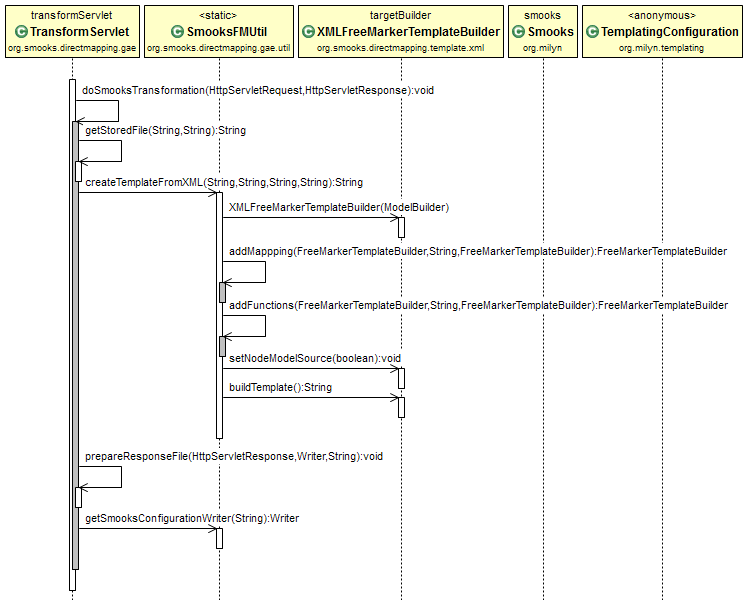 transformServlet
TransformServlet
org.smooks.directmapping.gae
<static>
SmooksFMUtil
org.smooks.directmapping.gae.util
targetBuilder
XMLFreeMarkerTemplateBuilder
org.smooks.directmapping.template.xml
smooks
Smooks
org.milyn
<anonymous>
TemplatingConfiguration
org.milyn.templating
doSmooksTransformation(HttpServletRequest,HttpServletResponse):void
getStoredFile(String,String):String
createTemplateFromXML(String,String,String,String):String
XMLFreeMarkerTemplateBuilder(ModelBuilder)
addMappping(FreeMarkerTemplateBuilder,String,FreeMarkerTemplateBuilder):FreeMarkerTemplateBuilder
addFunctions(FreeMarkerTemplateBuilder,String,FreeMarkerTemplateBuilder):FreeMarkerTemplateBuilder
setNodeModelSource(boolean):void
buildTemplate():String
prepareResponseFile(HttpServletResponse,Writer,String):void
getSmooksConfigurationWriter(String):Writer